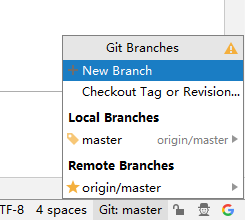 Git Branches
+ New Branch
Checkout Tag or Revision...
Local Branches
master origin/master
Remote Branches
origin/master
TF-8 4 spaces Git: master